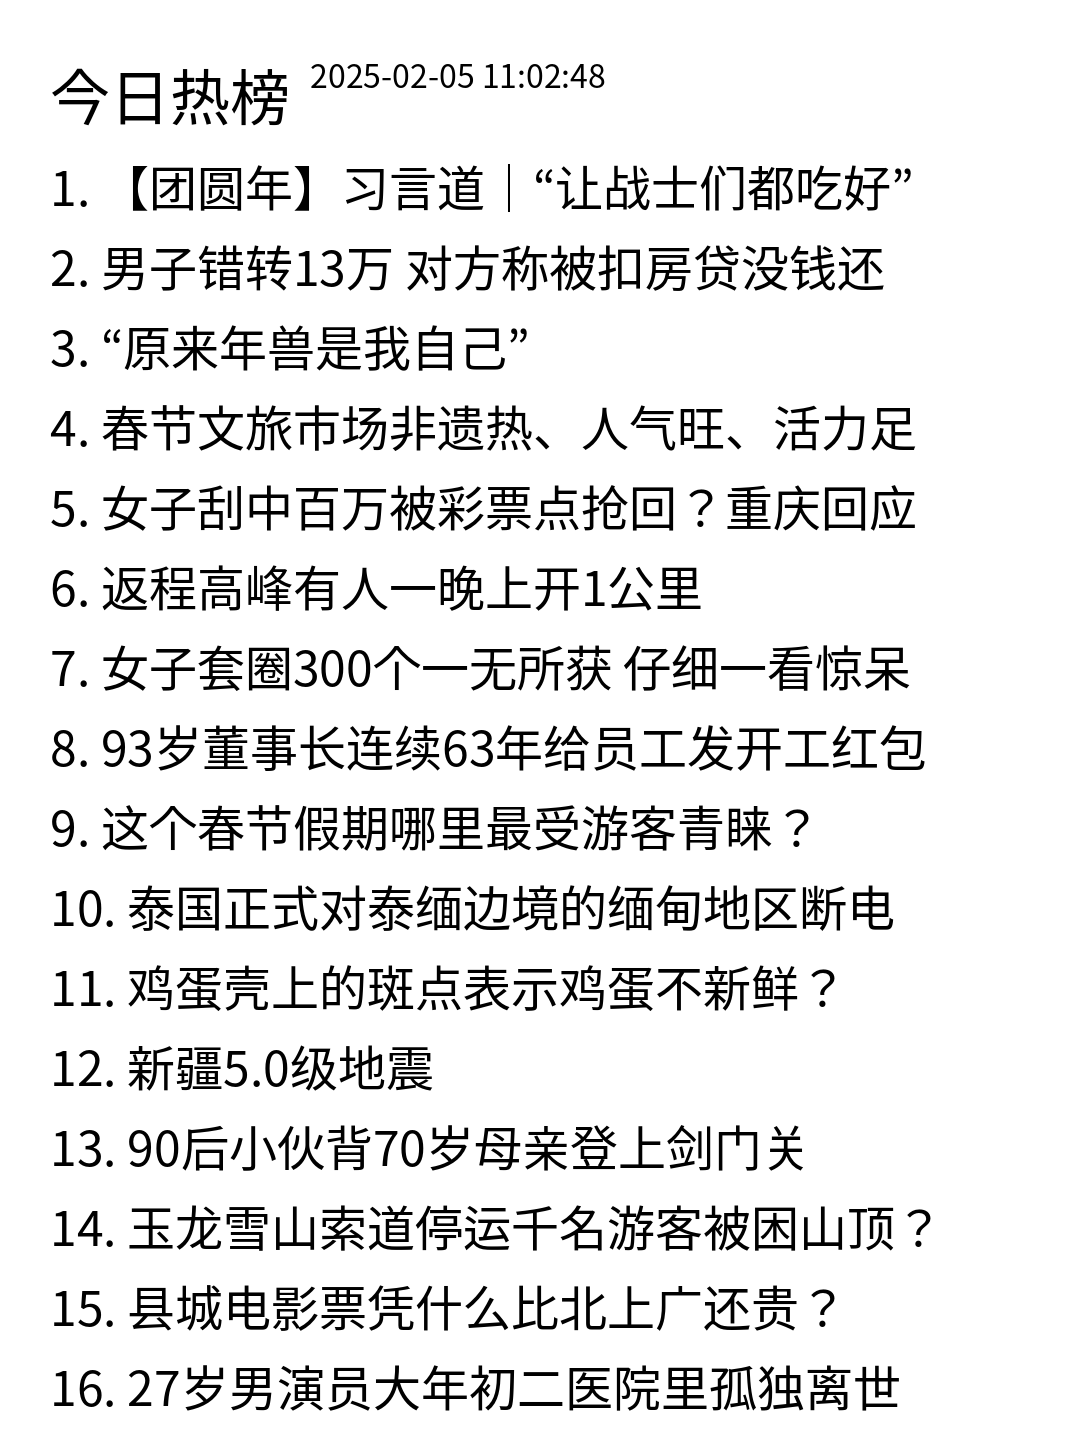 今日热榜 2025-02-05 11:02:48
1. 【团圆年】习言道｜“让战士们都吃好”
2. 男子错转13万 对方称被扣房贷没钱还
3. “原来年兽是我自己”
4. 春节文旅市场非遗热、人气旺、活力足
5. 女子刮中百万被彩票点抢回？重庆回应
6. 返程高峰有人一晚上开1公里
7. 女子套圈300个一无所获 仔细一看惊呆
8. 93岁董事长连续63年给员工发开工红包
9. 这个春节假期哪里最受游客青睐？
10. 泰国正式对泰缅边境的缅甸地区断电
11. 鸡蛋壳上的斑点表示鸡蛋不新鲜？
12. 新疆5.0级地震
13. 90后小伙背70岁母亲登上剑门关
14. 玉龙雪山索道停运千名游客被困山顶？
15. 县城电影票凭什么比北上广还贵？
16. 27岁男演员大年初二医院里孤独离世